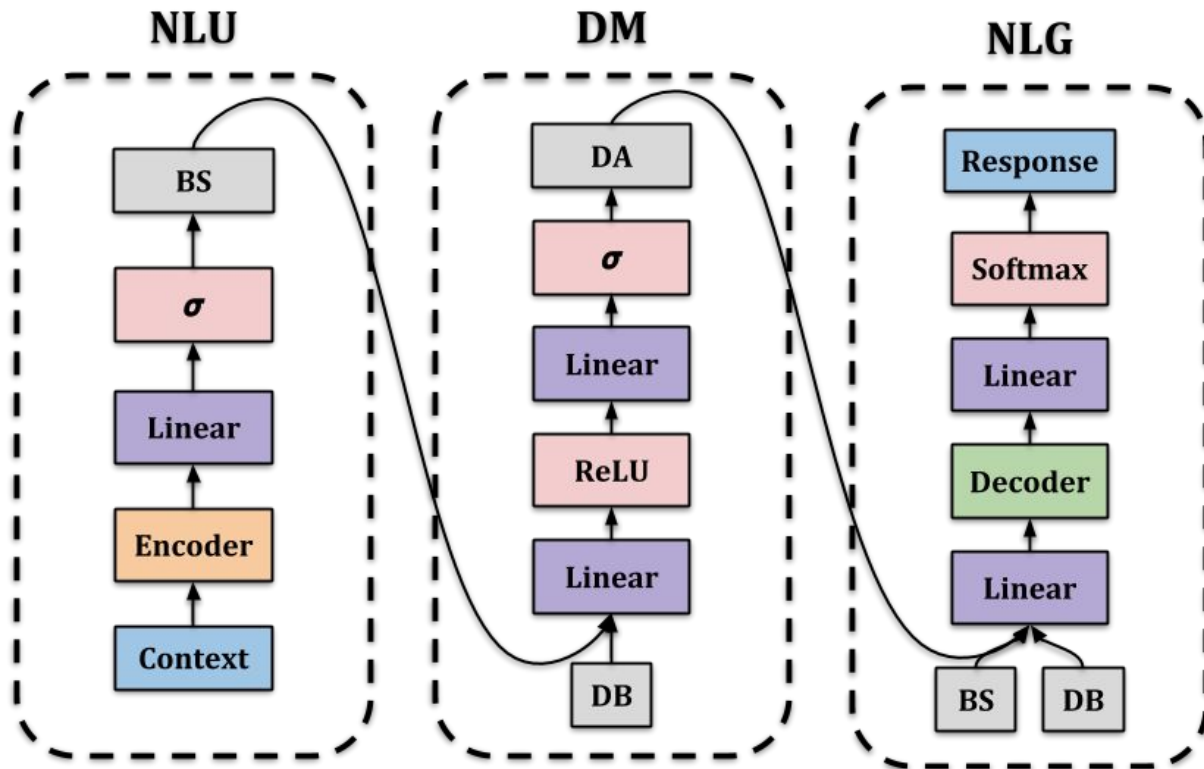 NLU
BS
σ
Linear
Encoder
Context
DM
DA
σ
Linear
ReLU
Linear
DB
NLG
Response
Softmax
Linear
Decoder
Linear
BS
DB